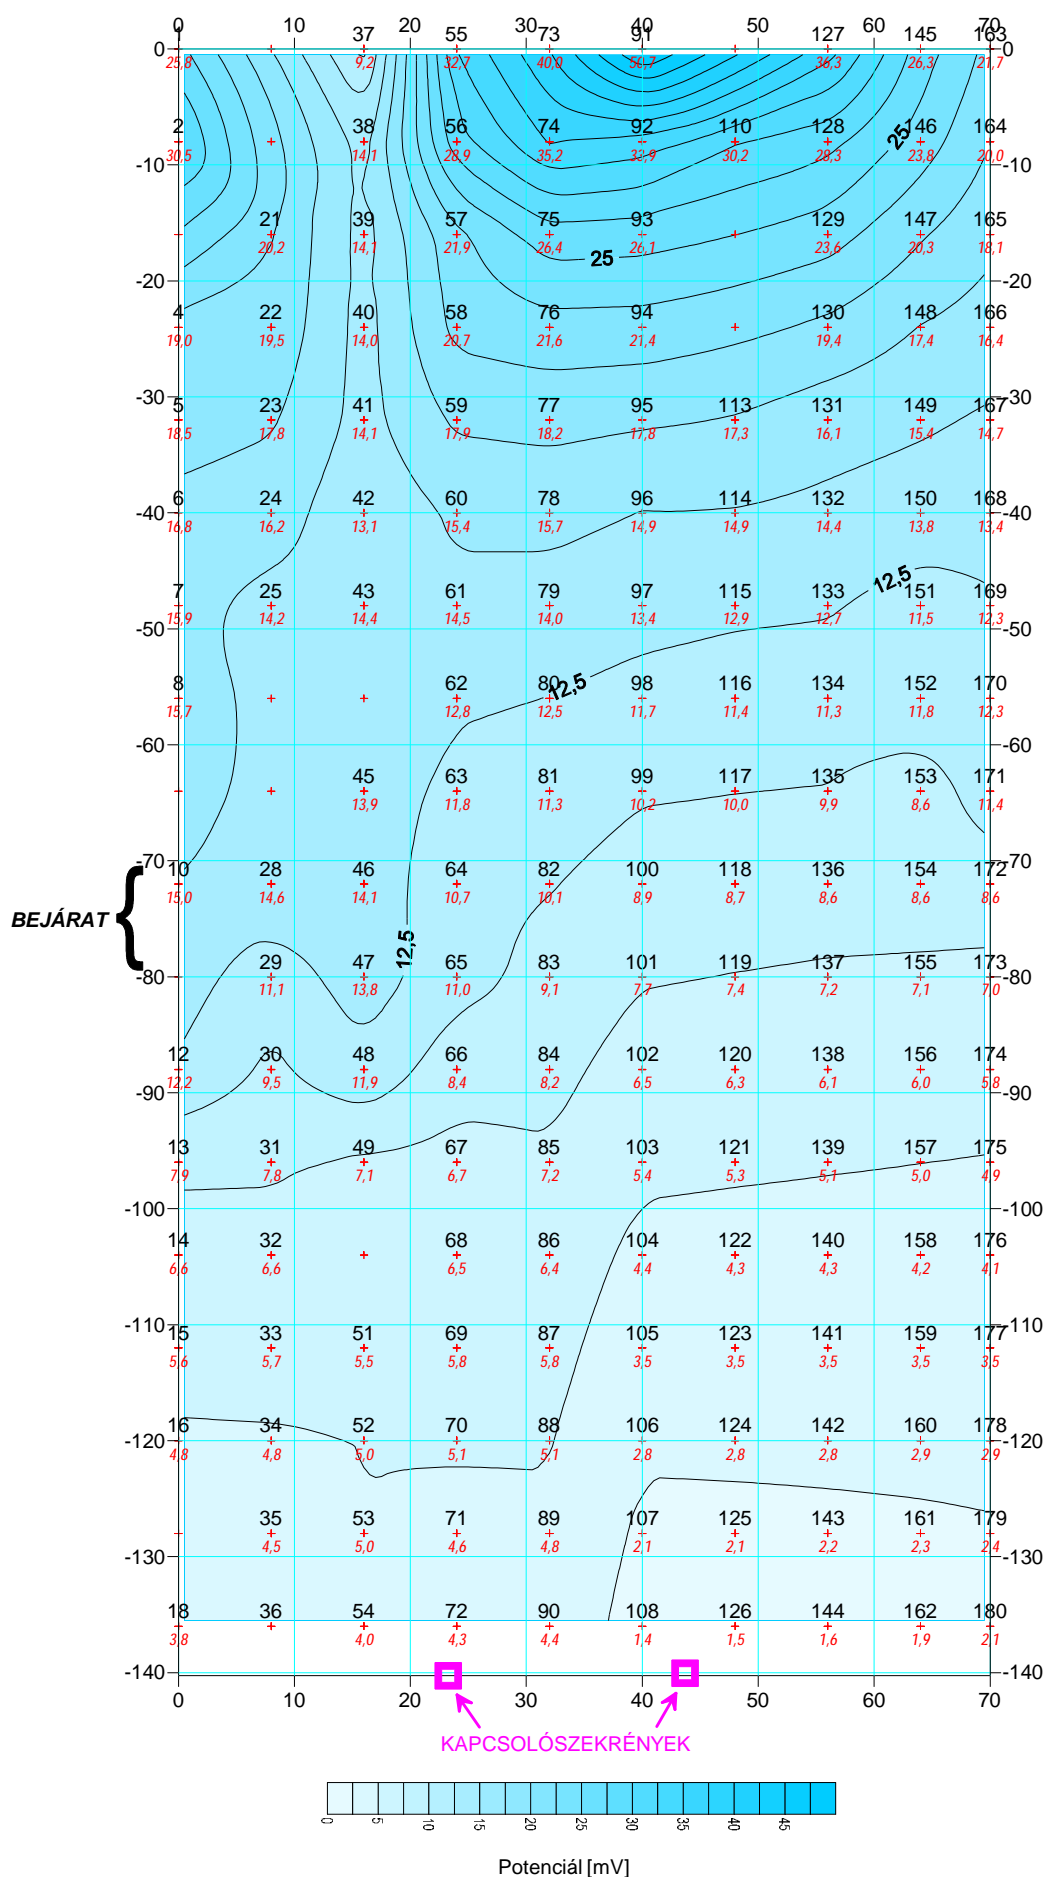 0 10 20 30 40 50 60 70
1 37 55 73 91 127 145 163
0 0
25,8 9,2 32,7 40,0 50,7 36,3 26,3 21,7
2 38 56 74 92 110 128 146 164
30,5 14,1 28,9 35,2 33,9 30,2 28,3 23,8 20,0
25
-10 -10
21 39 57 75 93 129 147 165
20,2 14,1 21,9 26,4 26,1 23,6 20,3 18,1
25
-20 -20
4 22 40 58 76 94 130 148 166
19,0 19,5 14,0 20,7 21,6 21,4 19,4 17,4 16,4
-30 -30
5 23 41 59 77 95 113 131 149 167
18,5 17,8 14,1 17,9 18,2 17,8 17,3 16,1 15,4 14,7
6 24 42 60 78 96 114 132 150 168
-40 -40
16,8 16,2 13,1 15,4 15,7 14,9 14,9 14,4 13,8 13,4
12,5
7 25 43 61 79 97 115 133 151 169
15,9 14,2 14,4 14,5 14,0 13,4 12,9 12,7 11,5 12,3
-50 -50
8 62 80 98 116 134 152 170
12,5
15,7 12,8 12,5 11,7 11,4 11,3 11,8 12,3
-60 -60
45 63 81 99 117 135 153 171
13,9 11,8 11,3 10,2 10,0 9,9 8,6 11,4
-70 -70
10 28 46 64 82 100 118 136 154 172
15,0 14,6 14,1 10,7 10,1 8,9 8,7 8,6 8,6 8,6
BEJÁRAT {
12,5
29 47 65 83 101 119 137 155 173
-80 -80
11,1 13,8 11,0 9,1 7,7 7,4 7,2 7,1 7,0
12 30 48 66 84 102 120 138 156 174
12,2 9,5 11,9 8,4 8,2 6,5 6,3 6,1 6,0 5,8
-90 -90
13 31 49 67 85 103 121 139 157 175
7,9 7,8 7,1 6,7 7,2 5,4 5,3 5,1 5,0 4,9
-100 -100
14 32 68 86 104 122 140 158 176
6,6 6,6 6,5 6,4 4,4 4,3 4,3 4,2 4,1
-110 -110
15 33 51 69 87 105 123 141 159 177
5,6 5,7 5,5 5,8 5,8 3,5 3,5 3,5 3,5 3,5
16 34 52 70 88 106 124 142 160 178
-120 -120
4,8 4,8 5,0 5,1 5,1 2,8 2,8 2,8 2,9 2,9
35 53 71 89 107 125 143 161 179
4,5 5,0 4,6 4,8 2,1 2,1 2,2 2,3 2,4
-130 -130
18 36 54 72 90 108 126 144 162 180
3,8 4,0 4,3 4,4 1,4 1,5 1,6 1,9 2,1
-140 -140
0 10 20 30 40 50 60 70
KAPCSOLÓSZEKRÉNYEK
0 5 10 15 20 25 30 35 40 45
Potenciál [mV]